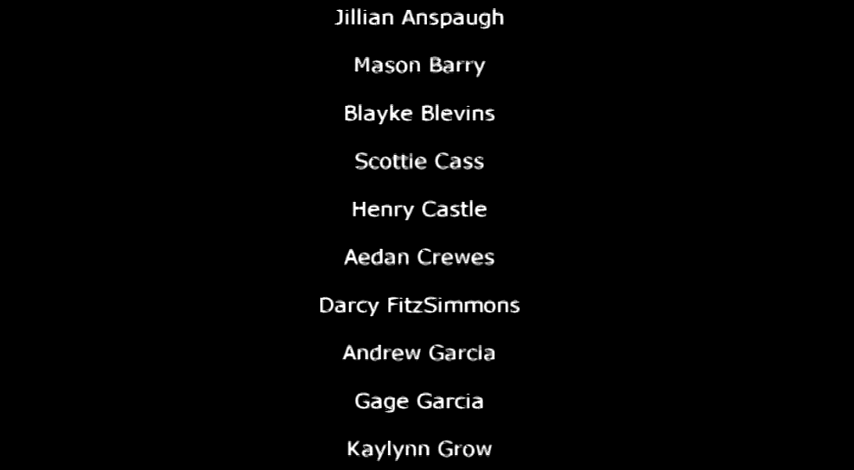 Jillian Anspaugh
Mason Barry
Blayke Blevins
Scottie Cass
Henry Castle
Aedan Crewes
Darcy FitzSimmons
Andrew Garcia
Gage Garcia
Kaylynn Grow